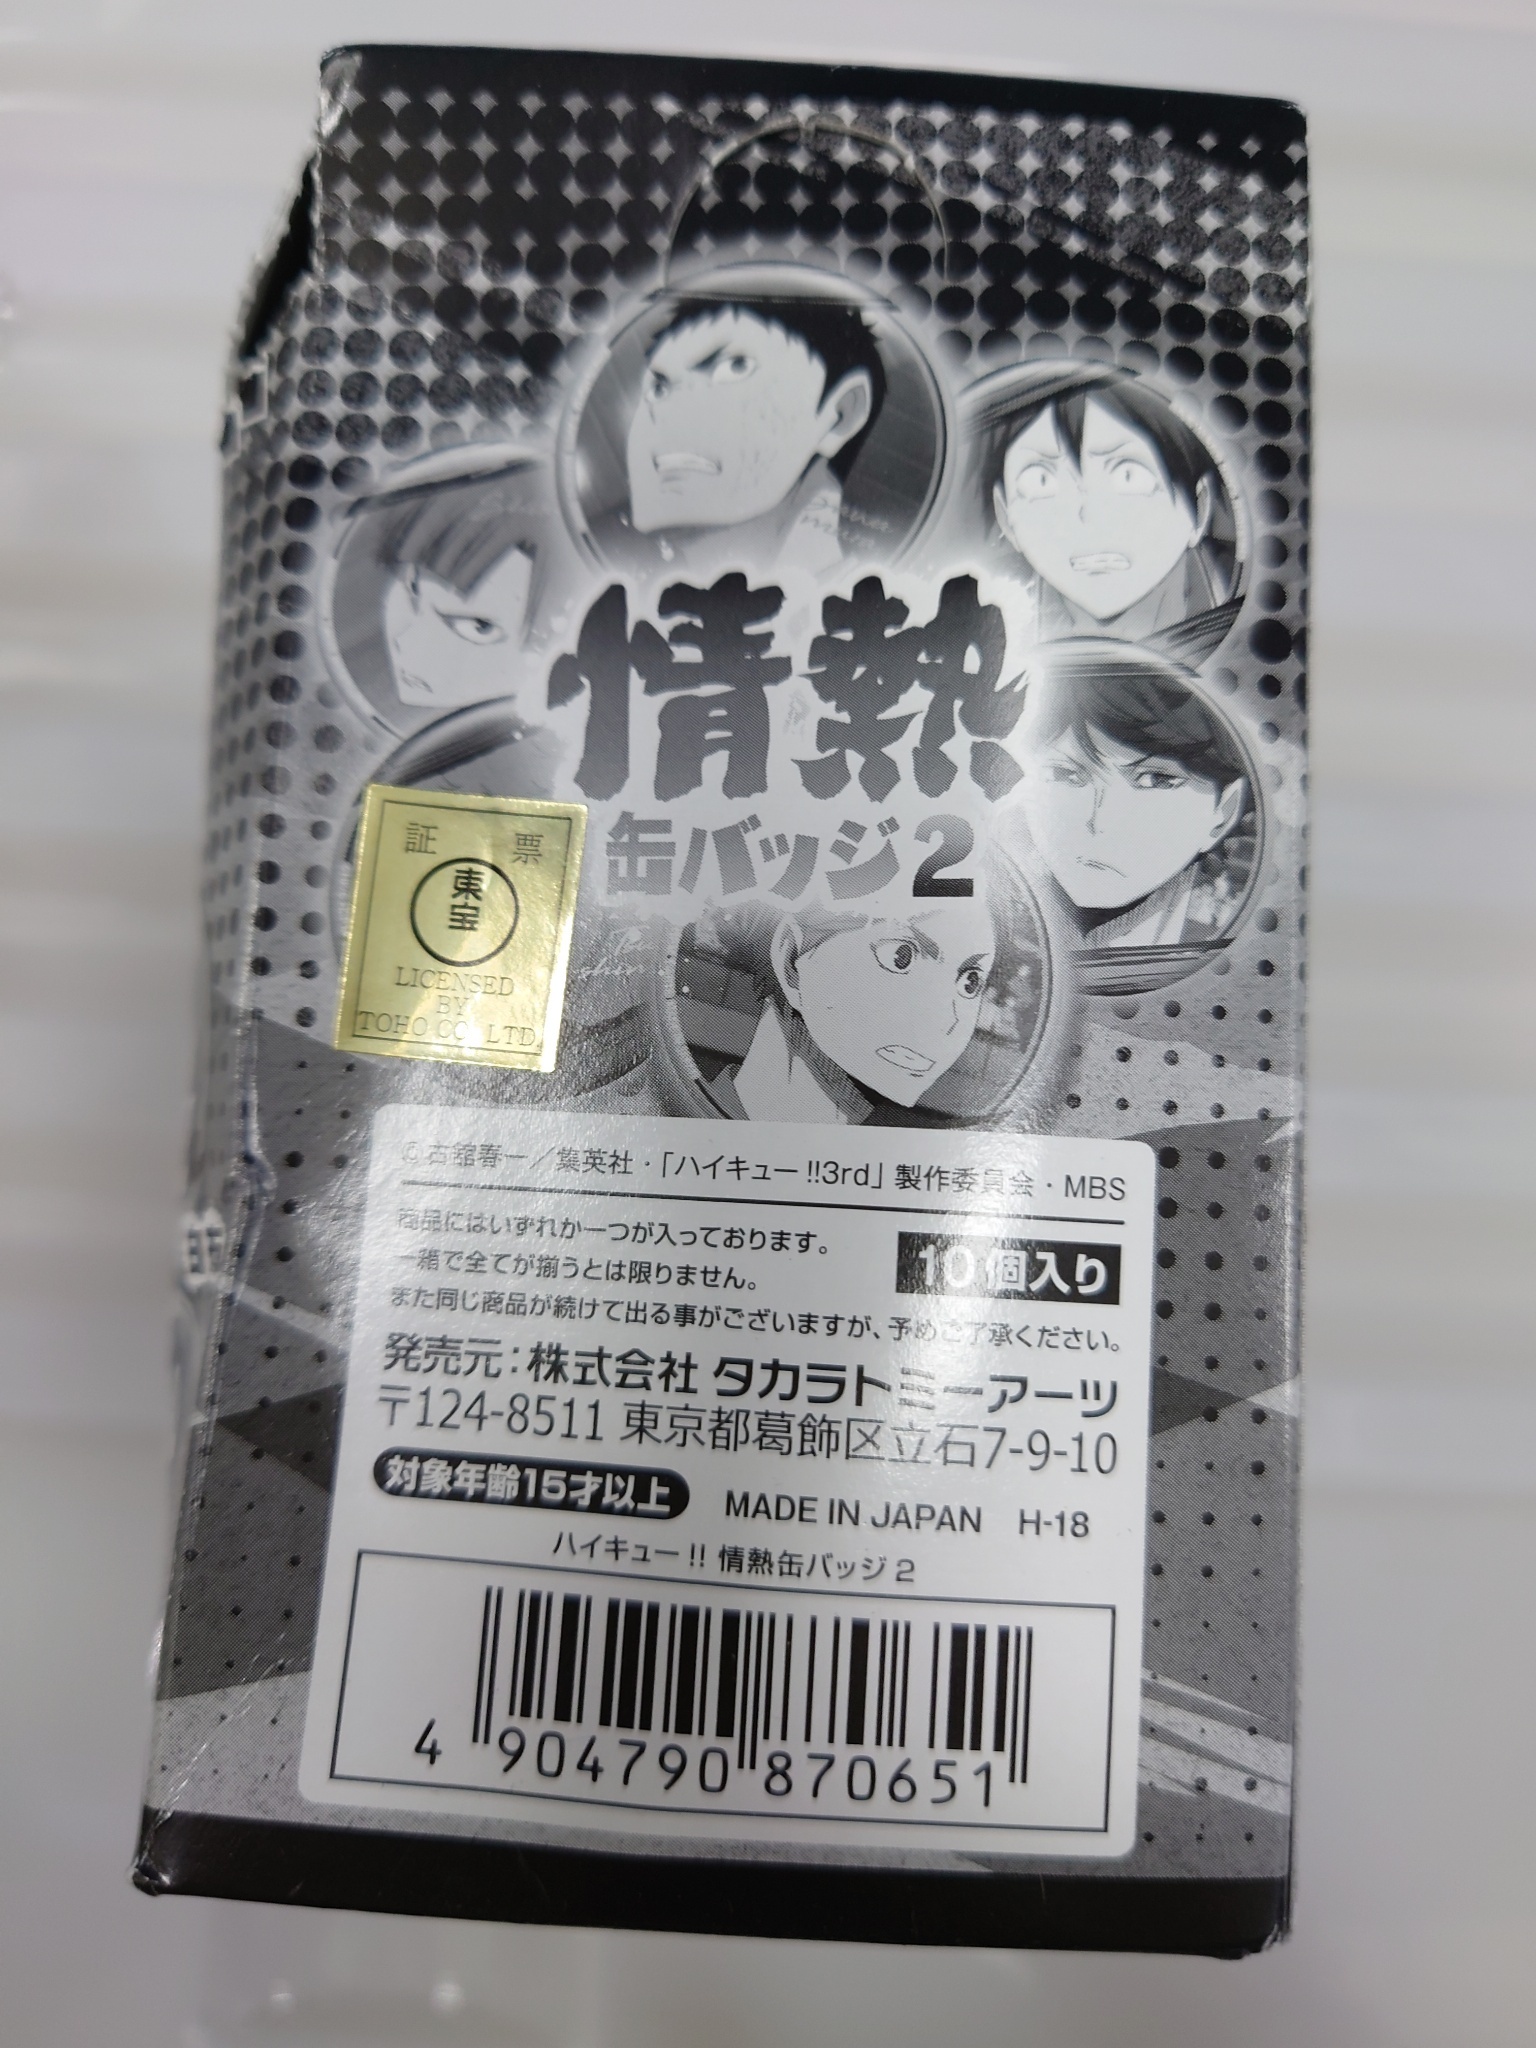 情熱
缶バッジ2
証 票
東宝
LICENSED
BY
TOHO CO., LTD.
©古舘春一／集英社・「ハイキュー!!3rd」製作委員会・MBS
商品にはいずれか一つが入っております。
一箱で全てが揃うとは限りません。
10個入り
また同じ商品が続けて出る事がございますが、予めご了承ください。
発売元：株式会社 タカラトミーアーツ
〒124-8511 東京都葛飾区立石7-9-10
対象年齢15才以上
MADE IN JAPAN H-18
ハイキュー!! 情熱缶バッジ2
4 904790 870651